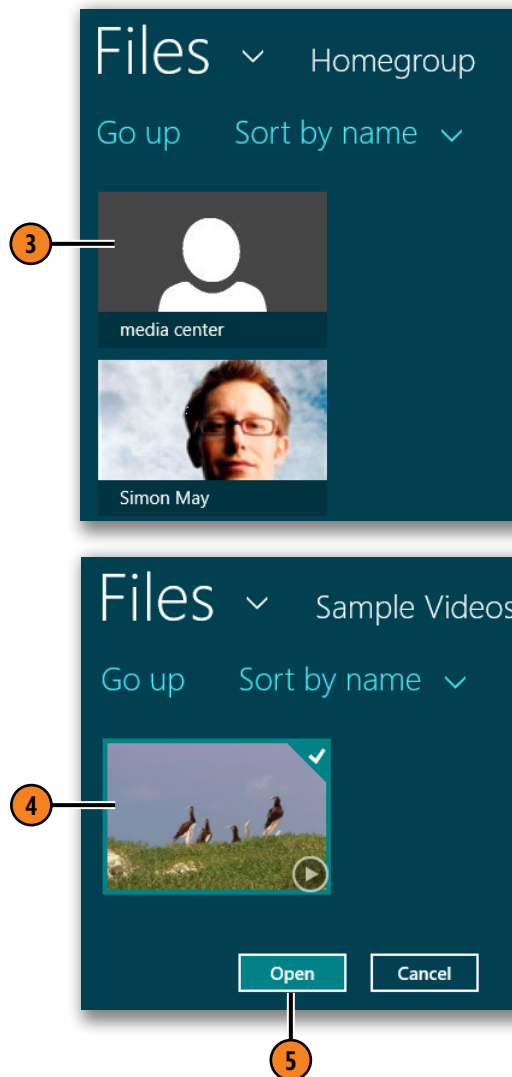 Files Homegroup
Go up Sort by name
3
media center
Simon May
Files Sample Videos
Go up Sort by name
4
Open Cancel
5